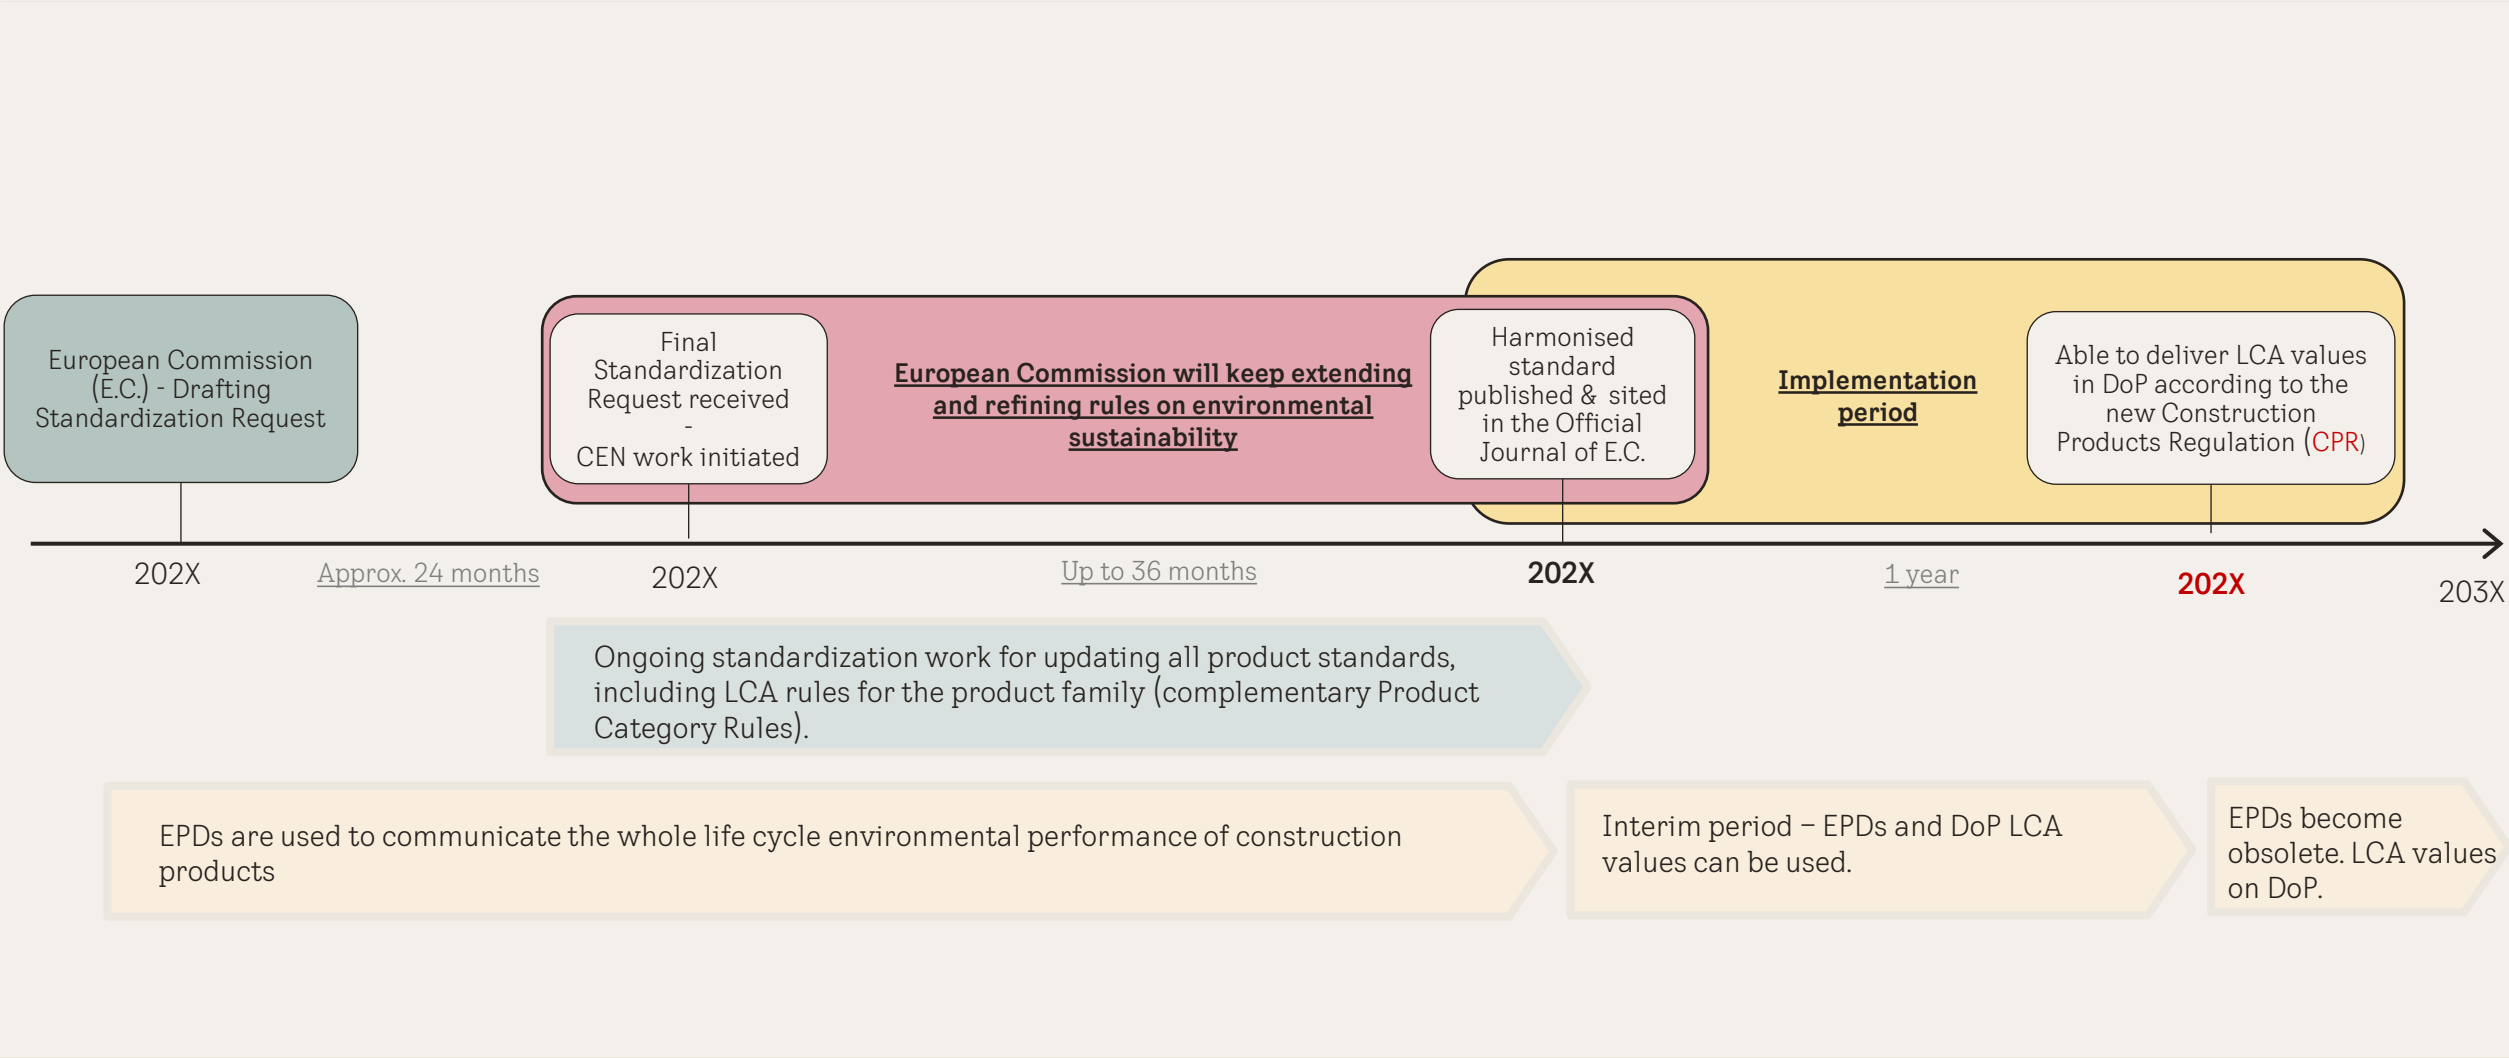 European Commission
(E.C.) - Drafting
Standardization Request
Final
Standardization
Request received
-
CEN work initiated
European Commission will keep extending
and refining rules on environmental
sustainability
Harmonised
standard
published &  sited
in the Official
Journal of E.C.
Implementation
period
Able to deliver LCA values
in DoP according to the
new Construction
Products Regulation (CPR)
202X
Approx. 24 months
202X
Up to 36 months
202X
1 year
202X
203X
Ongoing standardization work for updating all product standards,
including LCA rules for the product family (complementary Product
Category Rules).
EPDs are used to communicate the whole life cycle environmental performance of construction
products
Interim period – EPDs and DoP LCA
values can be used.
EPDs become
obsolete. LCA values
on DoP.